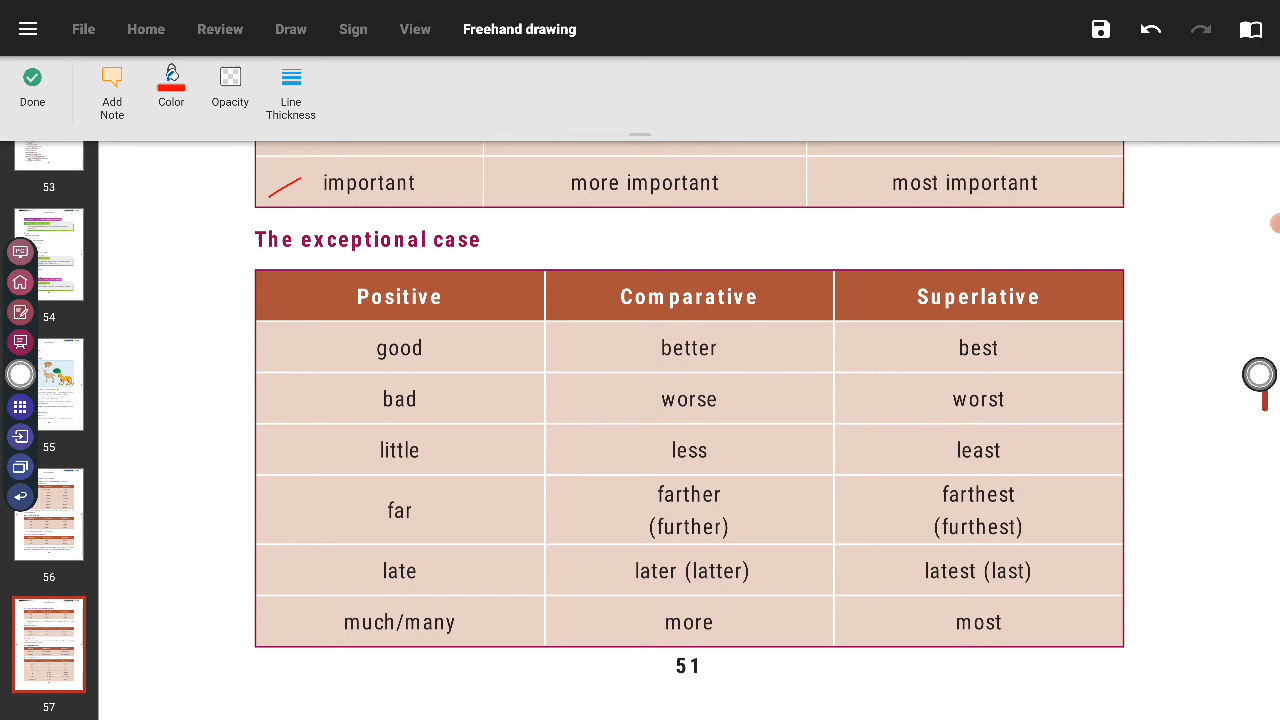 File Home Review Draw Sign View Freehand drawing
Done
Add Note
Color
Opacity
Line Thickness
53
54
55
56
57
important more important most important
The exceptional case
Positive Comparative Superlative
good better best
bad worse worst
little less least
far farther (further) farthest (furthest)
late later (latter) latest (last)
much/many more most
51